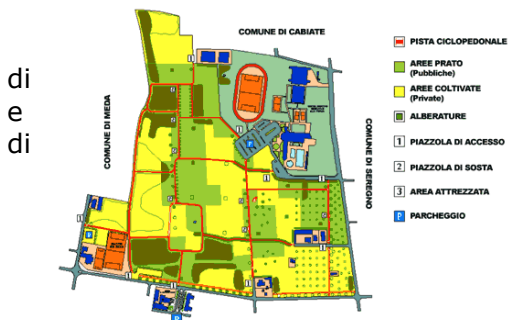 di
e
di
COMUNE DI CABIATE
COMUNE DI MEDA
COMUNE DI SEREGNO
PISTA CICLOPEDONALE
AREE PRATO
(Pubbliche)
AREE COLTIVATE
(Private)
ALBERATURE
1 PIAZZOLA DI ACCESSO
2 PIAZZOLA DI SOSTA
3 AREA ATTREZZATA
P PARCHEGGIO